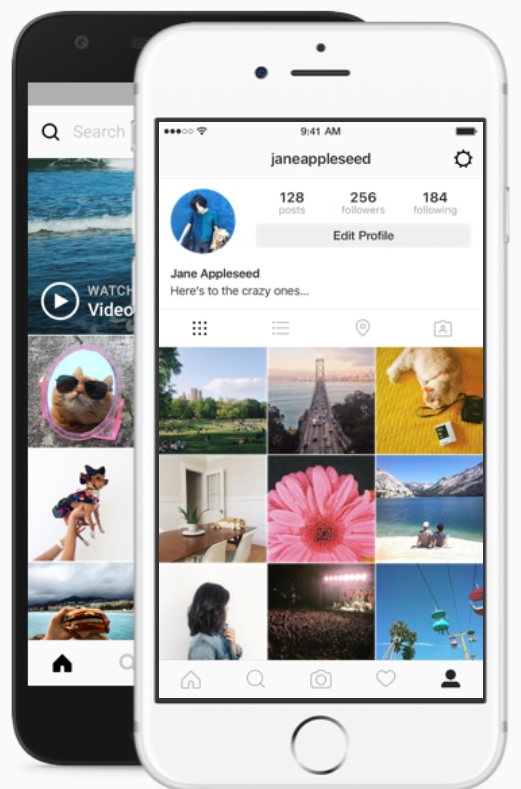 Search
WATCH
Video
9:41 AM
janeappleseed
128 256 184
posts followers following
Edit Profile
Jane Appleseed
Here's to the crazy ones...